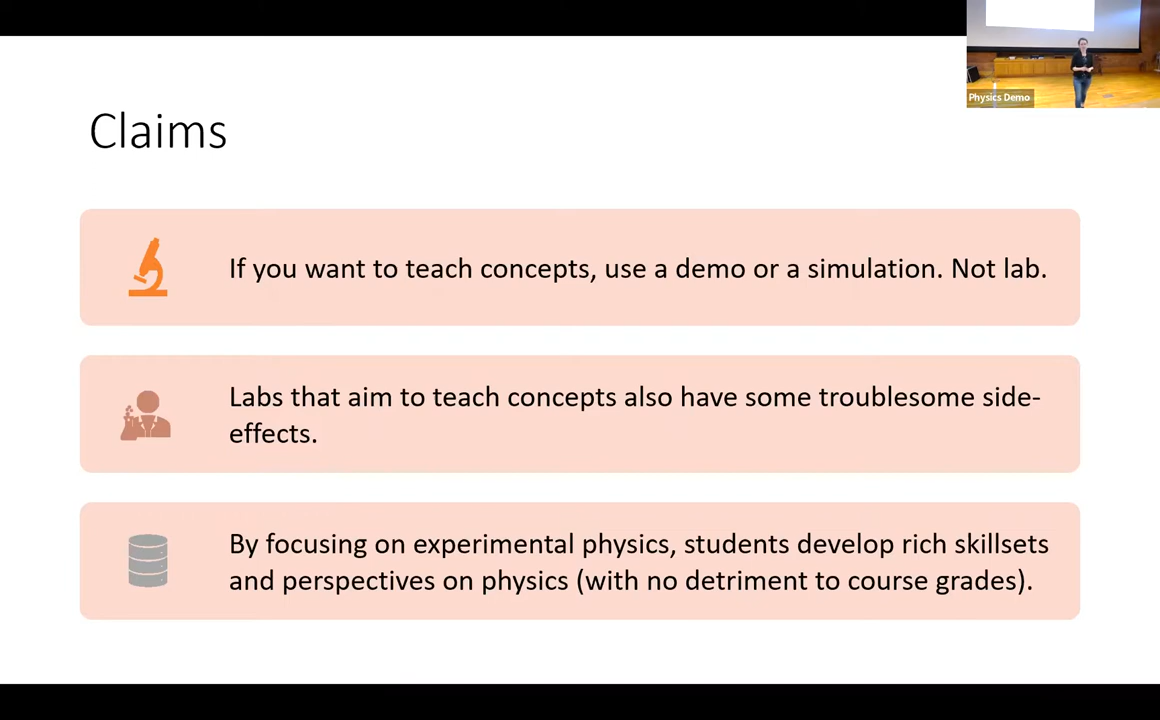 Physics Demo
Claims
If you want to teach concepts, use a demo or a simulation. Not lab.
Labs that aim to teach concepts also have some troublesome side-
effects.
By focusing on experimental physics, students develop rich skillsets
and perspectives on physics (with no detriment to course grades).